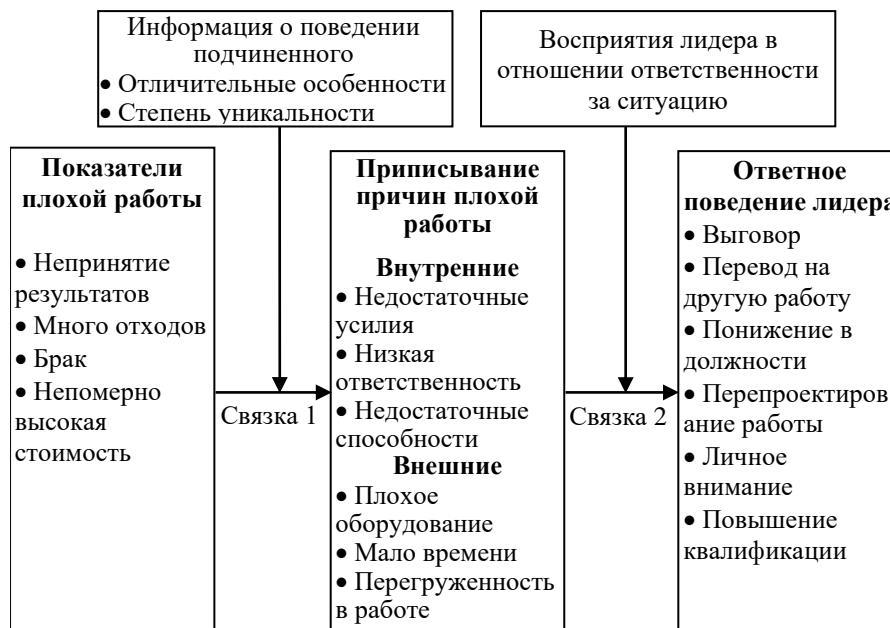 Информация о поведении
подчиненного
• Отличительные особенности
• Степень уникальности
Восприятия лидера в
отношении ответственности
за ситуацию
Показатели
плохой работы
• Непринятие
результатов
• Много отходов
• Брак
• Непомерно
высокая
стоимость
Связка 1
Приписывание
причин плохой
работы
Внутренние
• Недостаточные
усилия
• Низкая
ответственность
• Недостаточные
способности
Внешние
• Плохое
оборудование
• Мало времени
• Перегруженность
в работе
Связка 2
Ответное
поведение лидера
• Выговор
• Перевод на
другую работу
• Понижение в
должности
• Перепроектиров
ание работы
• Личное
внимание
• Повышение
квалификации